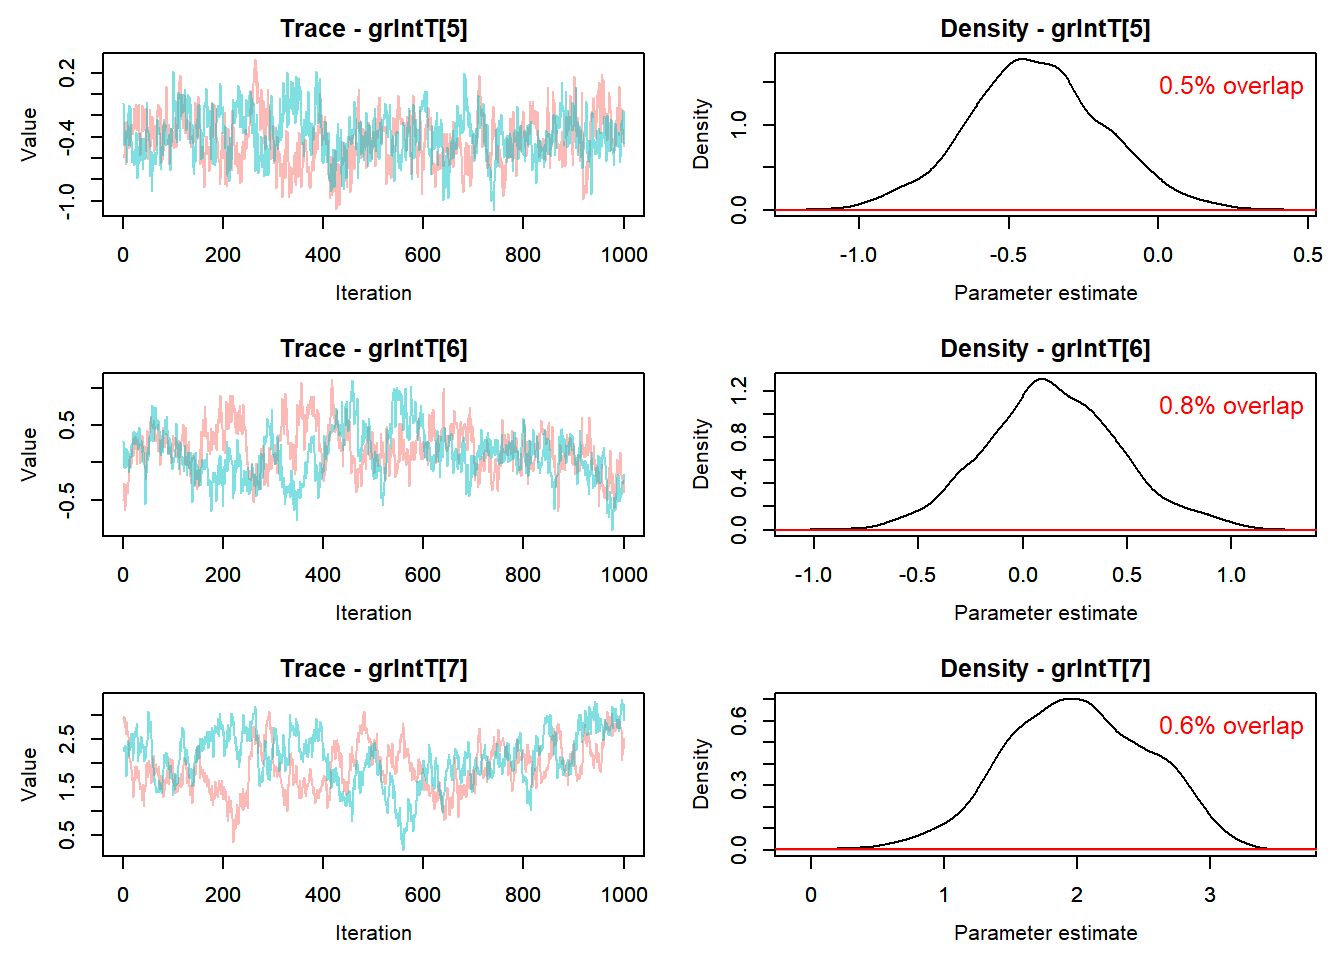 Trace - grIntT[5]
Value
0.2
-0.4
-1.0
0 200 400 600 800 1000
Iteration
Density - grIntT[5]
0.5% overlap
Density
1.0
0.0
-1.0 -0.5 0.0 0.5
Parameter estimate
Trace - grIntT[6]
Value
0.5
-0.5
0 200 400 600 800 1000
Iteration
Density - grIntT[6]
0.8% overlap
Density
1.2
0.8
0.4
0.0
-1.0 -0.5 0.0 0.5 1.0
Parameter estimate
Trace - grIntT[7]
Value
2.5
1.5
0.5
0 200 400 600 800 1000
Iteration
Density - grIntT[7]
0.6% overlap
Density
0.6
0.3
0.0
0 1 2 3
Parameter estimate